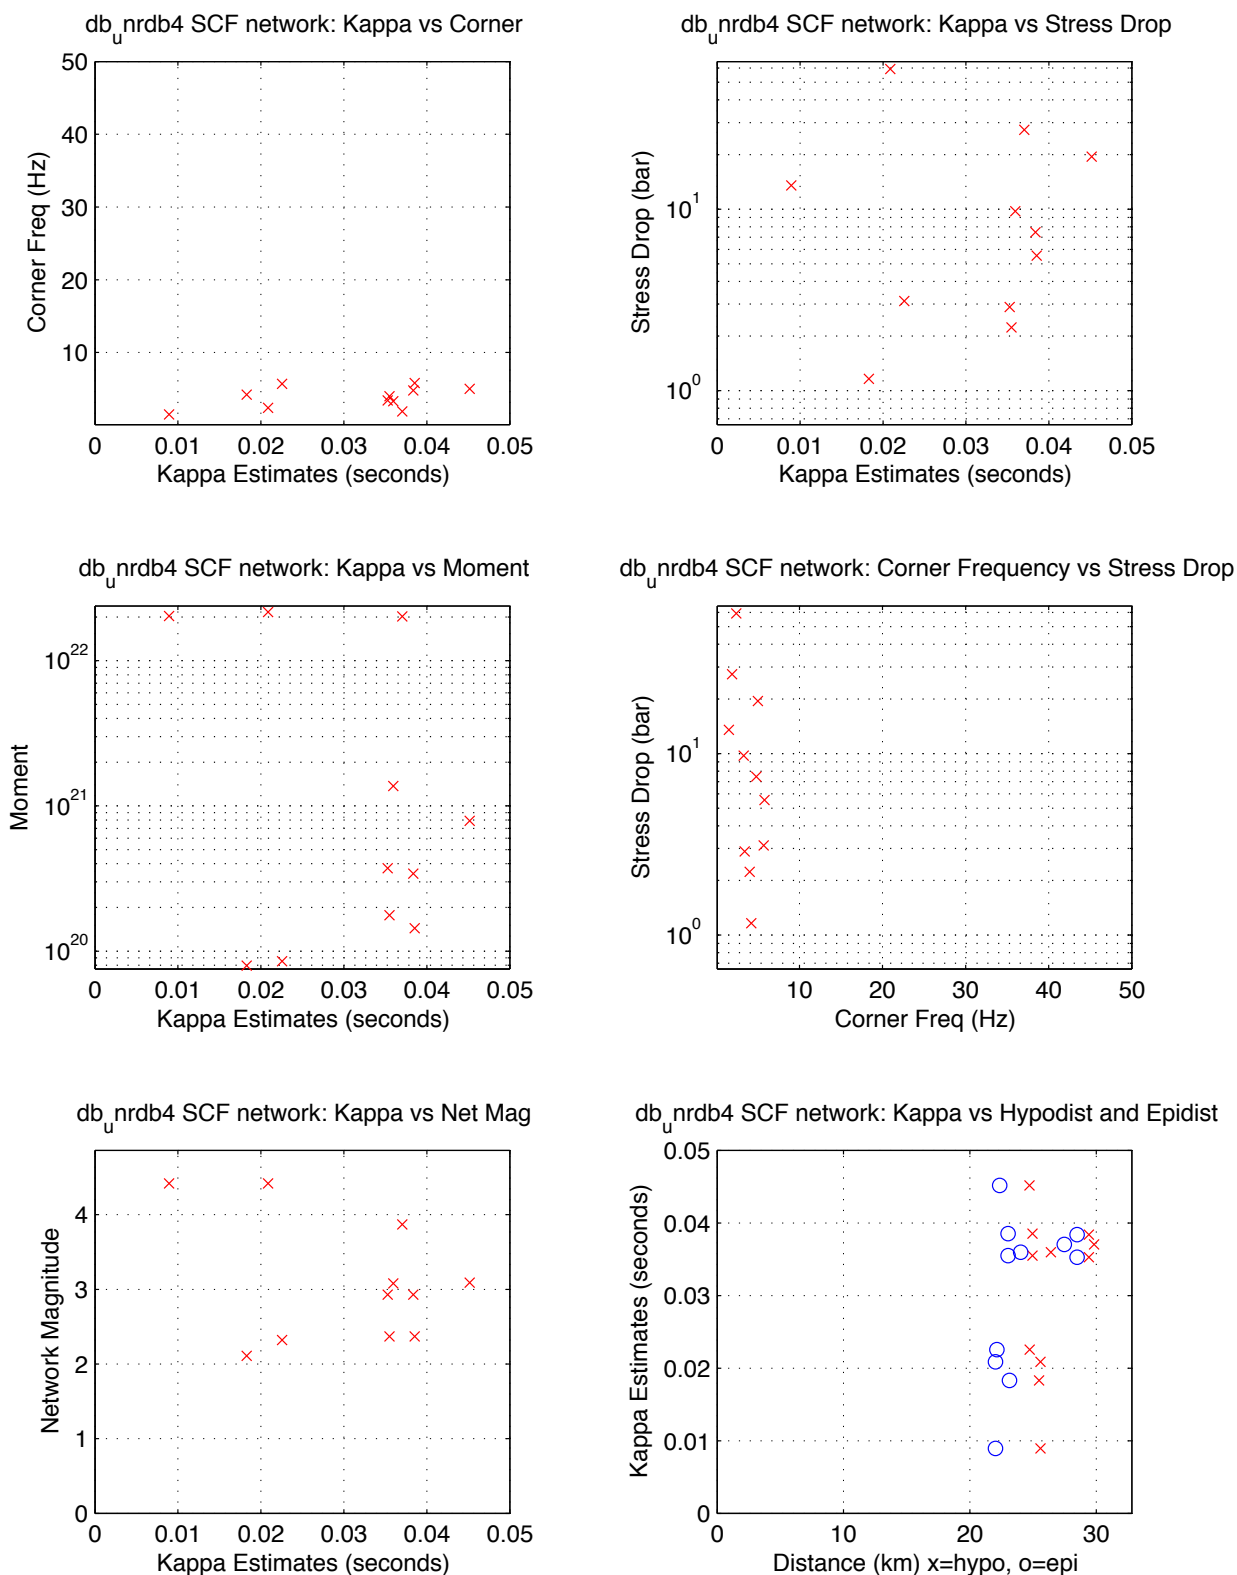 db_unrdb4 SCF network: Kappa vs Corner
50
40
30
20
10
Corner Freq (Hz)
0 0.01 0.02 0.03 0.04 0.05
Kappa Estimates (seconds)
db_unrdb4 SCF network: Kappa vs Stress Drop
10^1
10^0
Stress Drop (bar)
0 0.01 0.02 0.03 0.04 0.05
Kappa Estimates (seconds)
db_unrdb4 SCF network: Kappa vs Moment
10^22
10^21
10^20
Moment
0 0.01 0.02 0.03 0.04 0.05
Kappa Estimates (seconds)
db_unrdb4 SCF network: Corner Frequency vs Stress Drop
10^1
10^0
Stress Drop (bar)
10 20 30 40 50
Corner Freq (Hz)
db_unrdb4 SCF network: Kappa vs Net Mag
4
3
2
1
0
Network Magnitude
0 0.01 0.02 0.03 0.04 0.05
Kappa Estimates (seconds)
db_unrdb4 SCF network: Kappa vs Hypodist and Epidist
0.05
0.04
0.03
0.02
0.01
0
Kappa Estimates (seconds)
0 10 20 30
Distance (km) x=hypo, o=epi